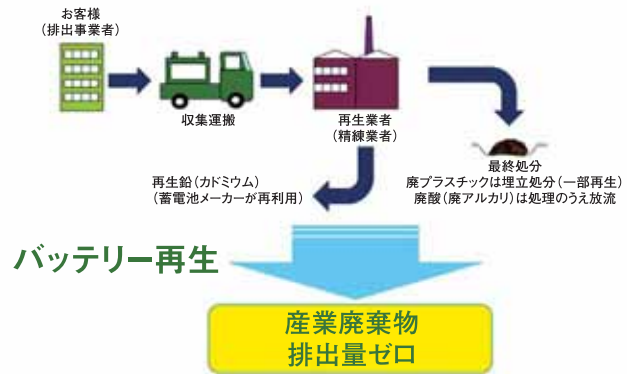 お客様
（排出事業者）
収集運搬
再生業者
（精練業者）
最終処分
廃プラスチックは埋立処分（一部再生）
廃酸（廃アルカリ）は処理のうえ放流
再生鉛（カドミウム）
（蓄電池メーカーが再利用）
バッテリー再生
産業廃棄物
排出量ゼロ